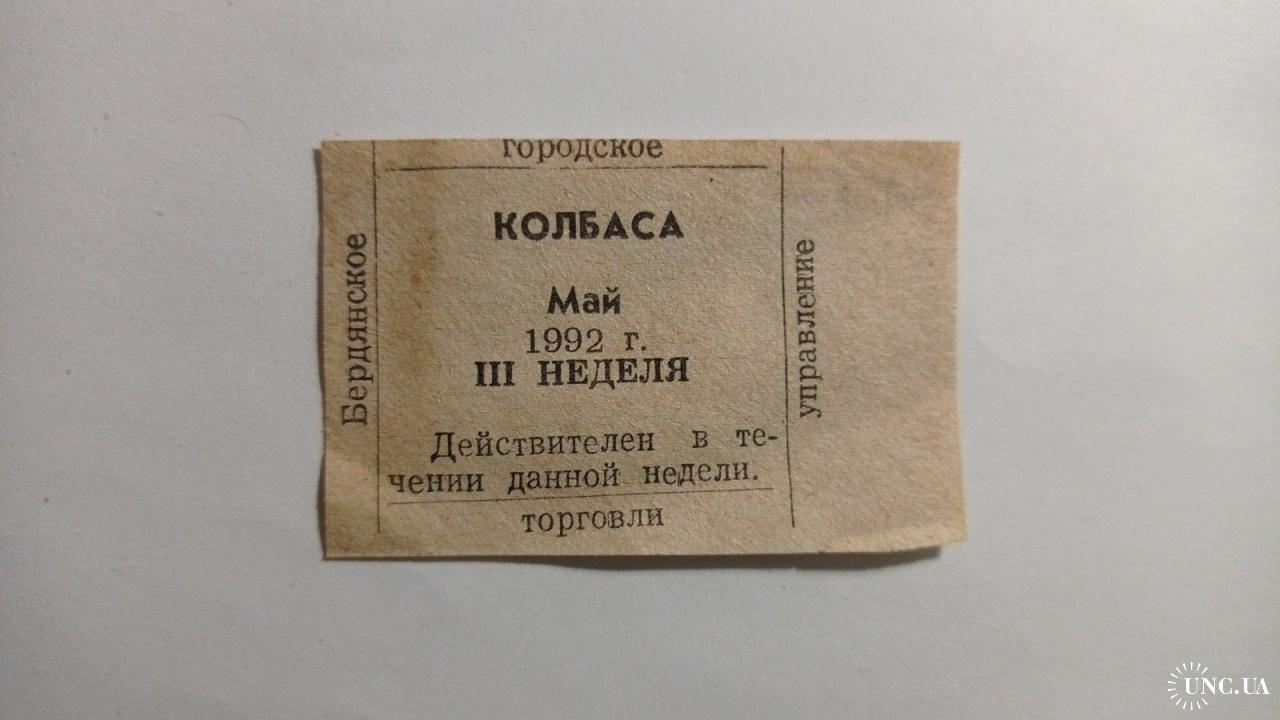 городское
Бердянское
КОЛБАСА
Май
1992 г.
III НЕДЕЛЯ
Действителен в те-
чении данной недели.
управление
торговли
UNC.UA